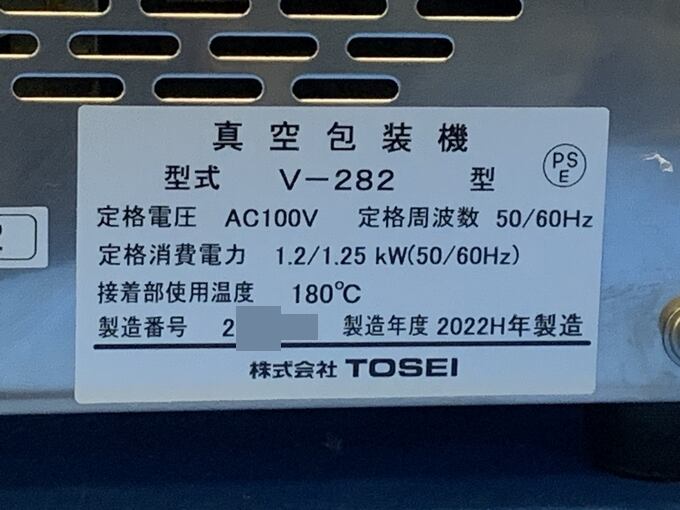 真空包装機
型式 V-282 型
PS
E
定格電圧 AC100V 定格周波数 50/60Hz
定格消費電力 1.2/1.25 kW(50/60Hz)
接着部使用温度 180℃
製造番号 2 製造年度 2022H年製造
株式会社 TOSEI
2